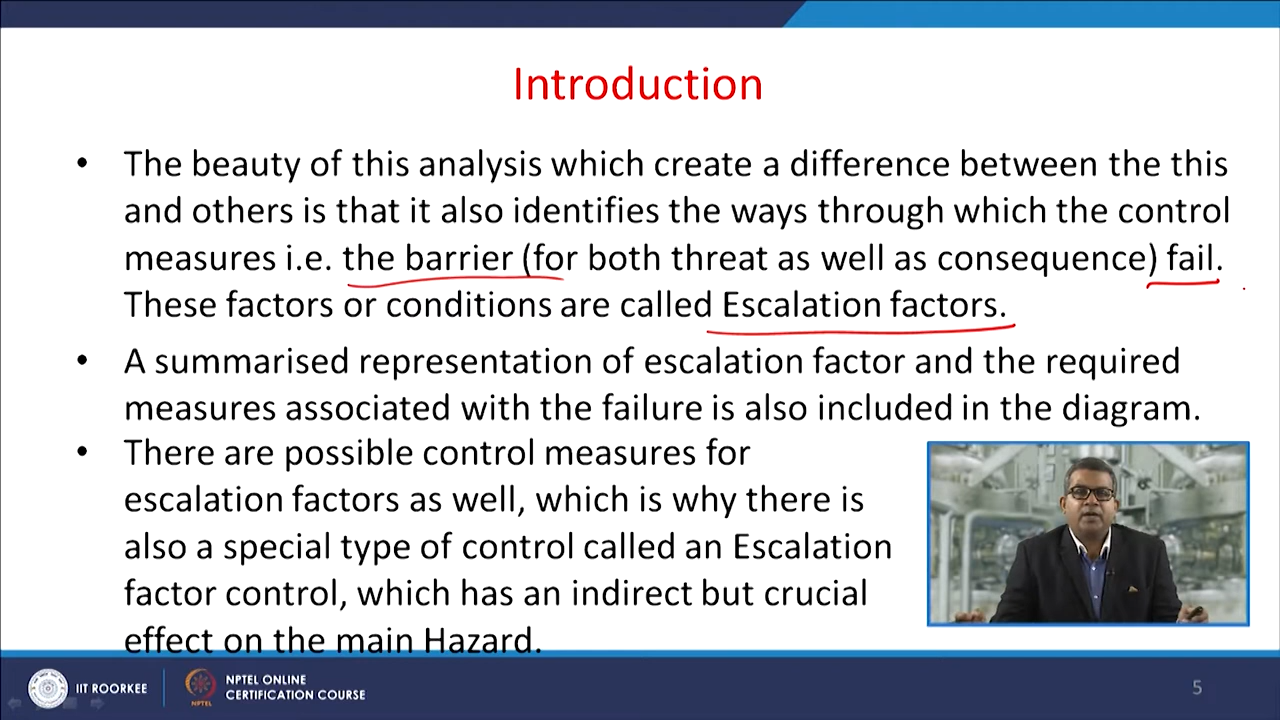 Introduction
• The beauty of this analysis which create a difference between the this
and others is that it also identifies the ways through which the control
measures i.e. the barrier (for both threat as well as consequence) fail.
These factors or conditions are called Escalation factors.
• A summarised representation of escalation factor and the required
measures associated with the failure is also included in the diagram.
• There are possible control measures for
escalation factors as well, which is why there is
also a special type of control called an Escalation
factor control, which has an indirect but crucial
effect on the main Hazard.
IIT ROORKEE
NPTEL
NPTEL ONLINE
CERTIFICATION COURSE
5